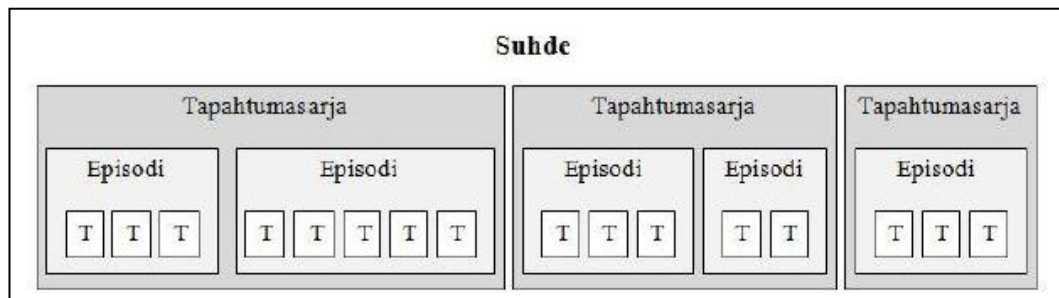 Suhde
Tapahtumasarja Tapahtumasarja Tapahtumasarja
Episodi Episodi Episodi Episodi Episodi
T T T T T T T T T T T T T T T T